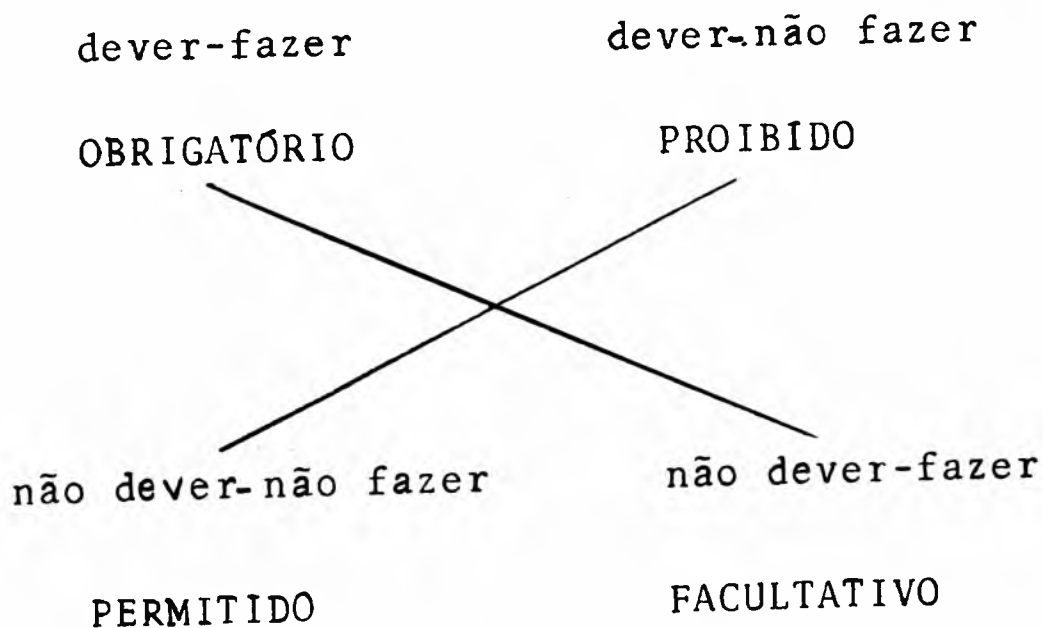 dever-fazer dever-não fazer
OBRIGATÓRIO PROIBIDO
não dever-não fazer não dever-fazer
PERMITIDO FACULTATIVO